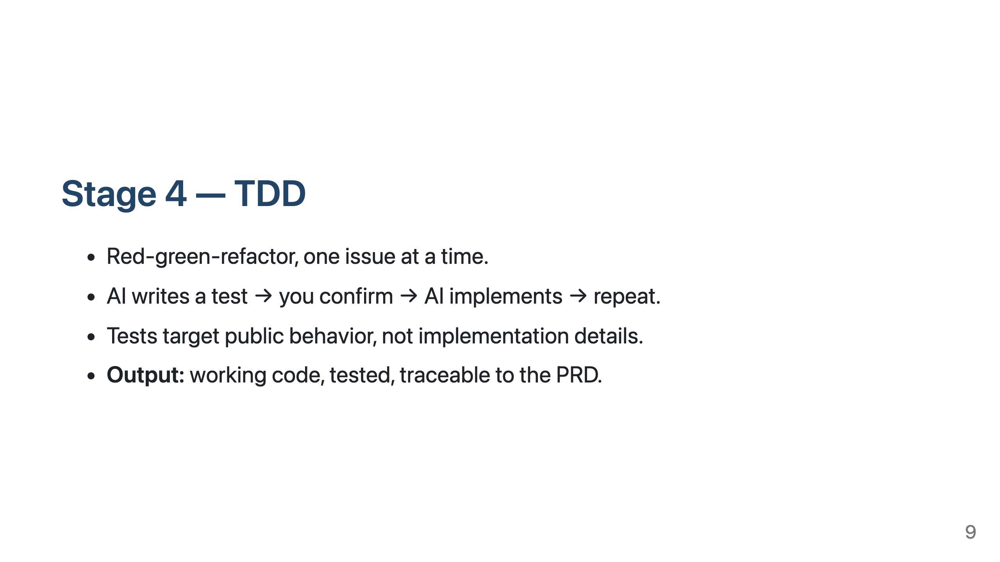 Stage 4 — TDD
• Red-green-refactor, one issue at a time.
• AI writes a test → you confirm → AI implements → repeat.
• Tests target public behavior, not implementation details.
• Output: working code, tested, traceable to the PRD.
9